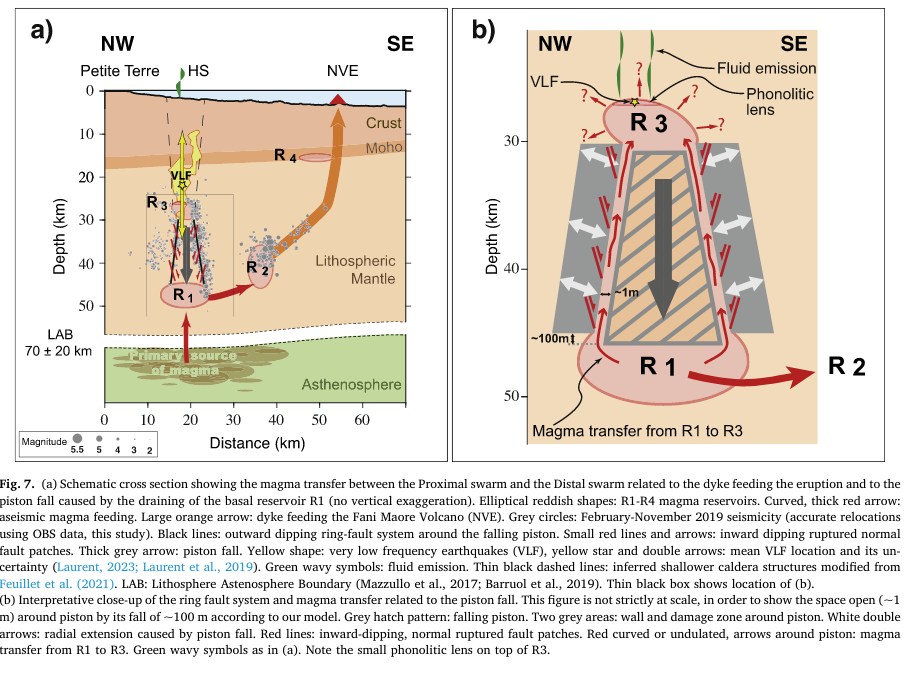 a)
NW
SE
Petite Terre
HS
NVE
0
10
20
30
40
50
Depth (km)
LAB
70 ± 20 km
Crust
Moho
R 4
VLF
R 3
R 2
R 1
Lithospheric
Mantle
Primary source
of magma
Asthenosphere
0 10 20 30 40 60 70
Distance (km)
Magnitude
5.5 5 4 3 2
b)
NW
SE
Fluid emission
VLF
Phonolitic
lens
?
?
?
?
?
R 3
30
40
50
Depth (km)
~1m
~100m
R 1
R 2
Magma transfer from R1 to R3
Fig. 7. (a) Schematic cross section showing the magma transfer between the Proximal swarm and the Distal swarm related to the dyke feeding the eruption and to the
piston fall caused by the draining of the basal reservoir R1 (no vertical exaggeration). Elliptical reddish shapes: R1-R4 magma reservoirs. Curved, thick red arrow:
aseismic magma feeding. Large orange arrow: dyke feeding the Fani Maore Volcano (NVE). Grey circles: February-November 2019 seismicity (accurate relocations
using OBS data, this study). Black lines: outward dipping ring-fault system around the falling piston. Small red lines and arrows: inward dipping ruptured normal
fault patches. Thick grey arrow: piston fall. Yellow shape: very low frequency earthquakes (VLF), yellow star and double arrows: mean VLF location and its un-
certainty (Laurent, 2023; Laurent et al., 2019). Green wavy symbols: fluid emission. Thin black dashed lines: inferred shallower caldera structures modified from
Feuillet et al. (2021). LAB: Lithosphere Astenosphere Boundary (Mazzullo et al., 2017; Barruol et al., 2019). Thin black box shows location of (b).
(b) Interpretative close-up of the ring fault system and magma transfer related to the piston fall. This figure is not strictly at scale, in order to show the space open (~1
m) around piston by its fall of ~100 m according to our model. Grey hatch pattern: falling piston. Two grey areas: wall and damage zone around piston. White double
arrows: radial extension caused by piston fall. Red lines: inward-dipping, normal ruptured fault patches. Red curved or undulated, arrows around piston: magma
transfer from R1 to R3. Green wavy symbols as in (a). Note the small phonolitic lens on top of R3.